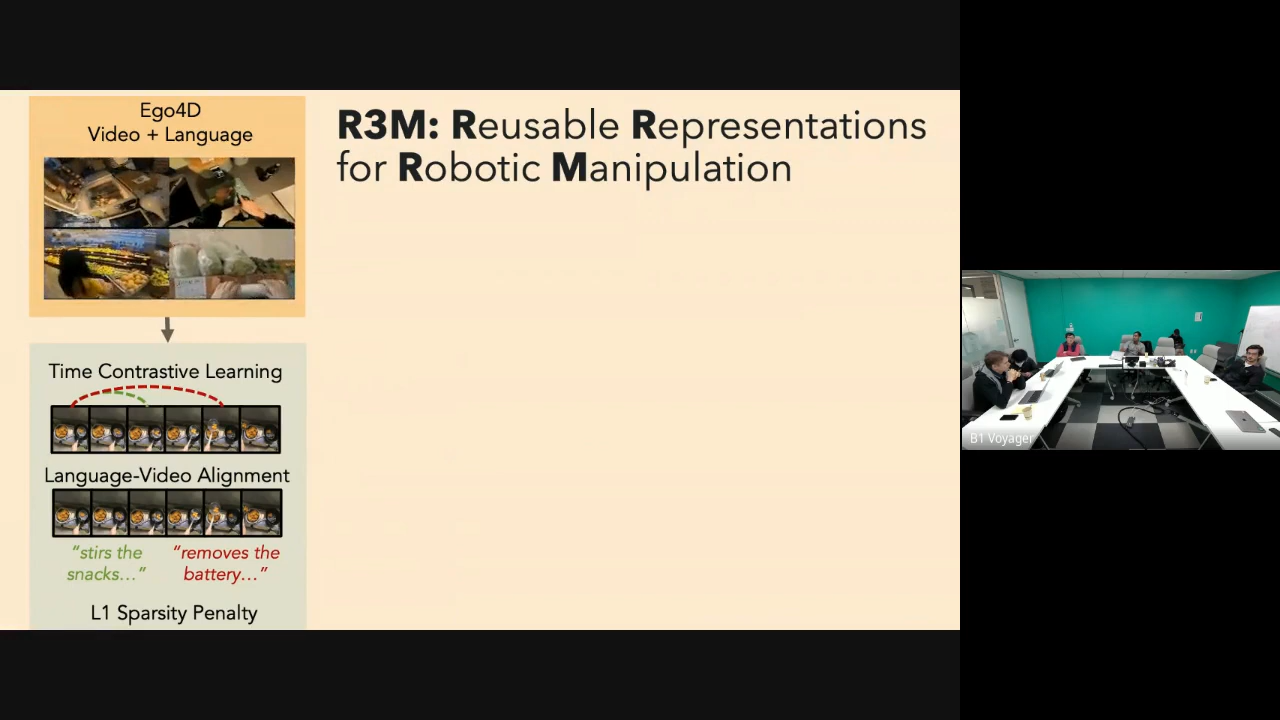 Ego4D
Video + Language
R3M: Reusable Representations
for Robotic Manipulation
Time Contrastive Learning
Language-Video Alignment
"stirs the
snacks..."
"removes the
battery..."
L1 Sparsity Penalty
B1 Voyager